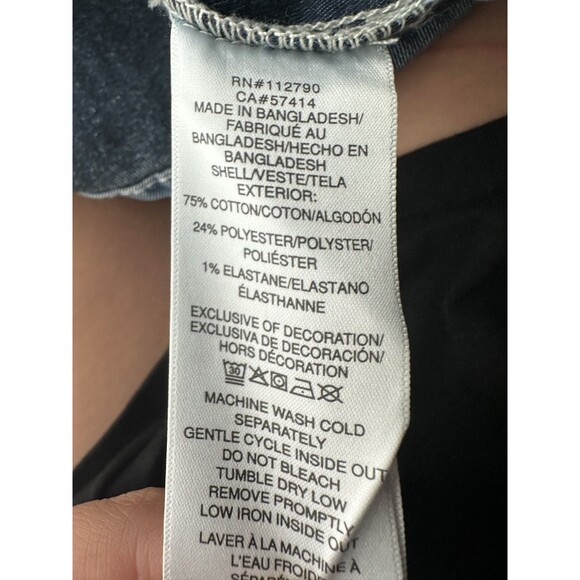 RN#112790
CA#57414
MADE IN BANGLADESH/
FABRIQUÉ AU
BANGLADESH/HECHO EN
BANGLADESH
SHELL/VESTE/TELA
EXTERIOR:
75% COTTON/COTON/ALGODÓN
24% POLYESTER/POLYSTER/
POLIÉSTER
1% ELASTANE/ELASTANO
ÉLASTHANNE
EXCLUSIVE OF DECORATION/
EXCLUSIVA DE DECORACIÓN/
HORS DÉCORATION
30
MACHINE WASH COLD
SEPARATELY
GENTLE CYCLE INSIDE OUT
DO NOT BLEACH
TUMBLE DRY LOW
REMOVE PROMPTLY
LOW IRON INSIDE OUT
LAVER À LA MACHINE À
L'EAU FROIDE